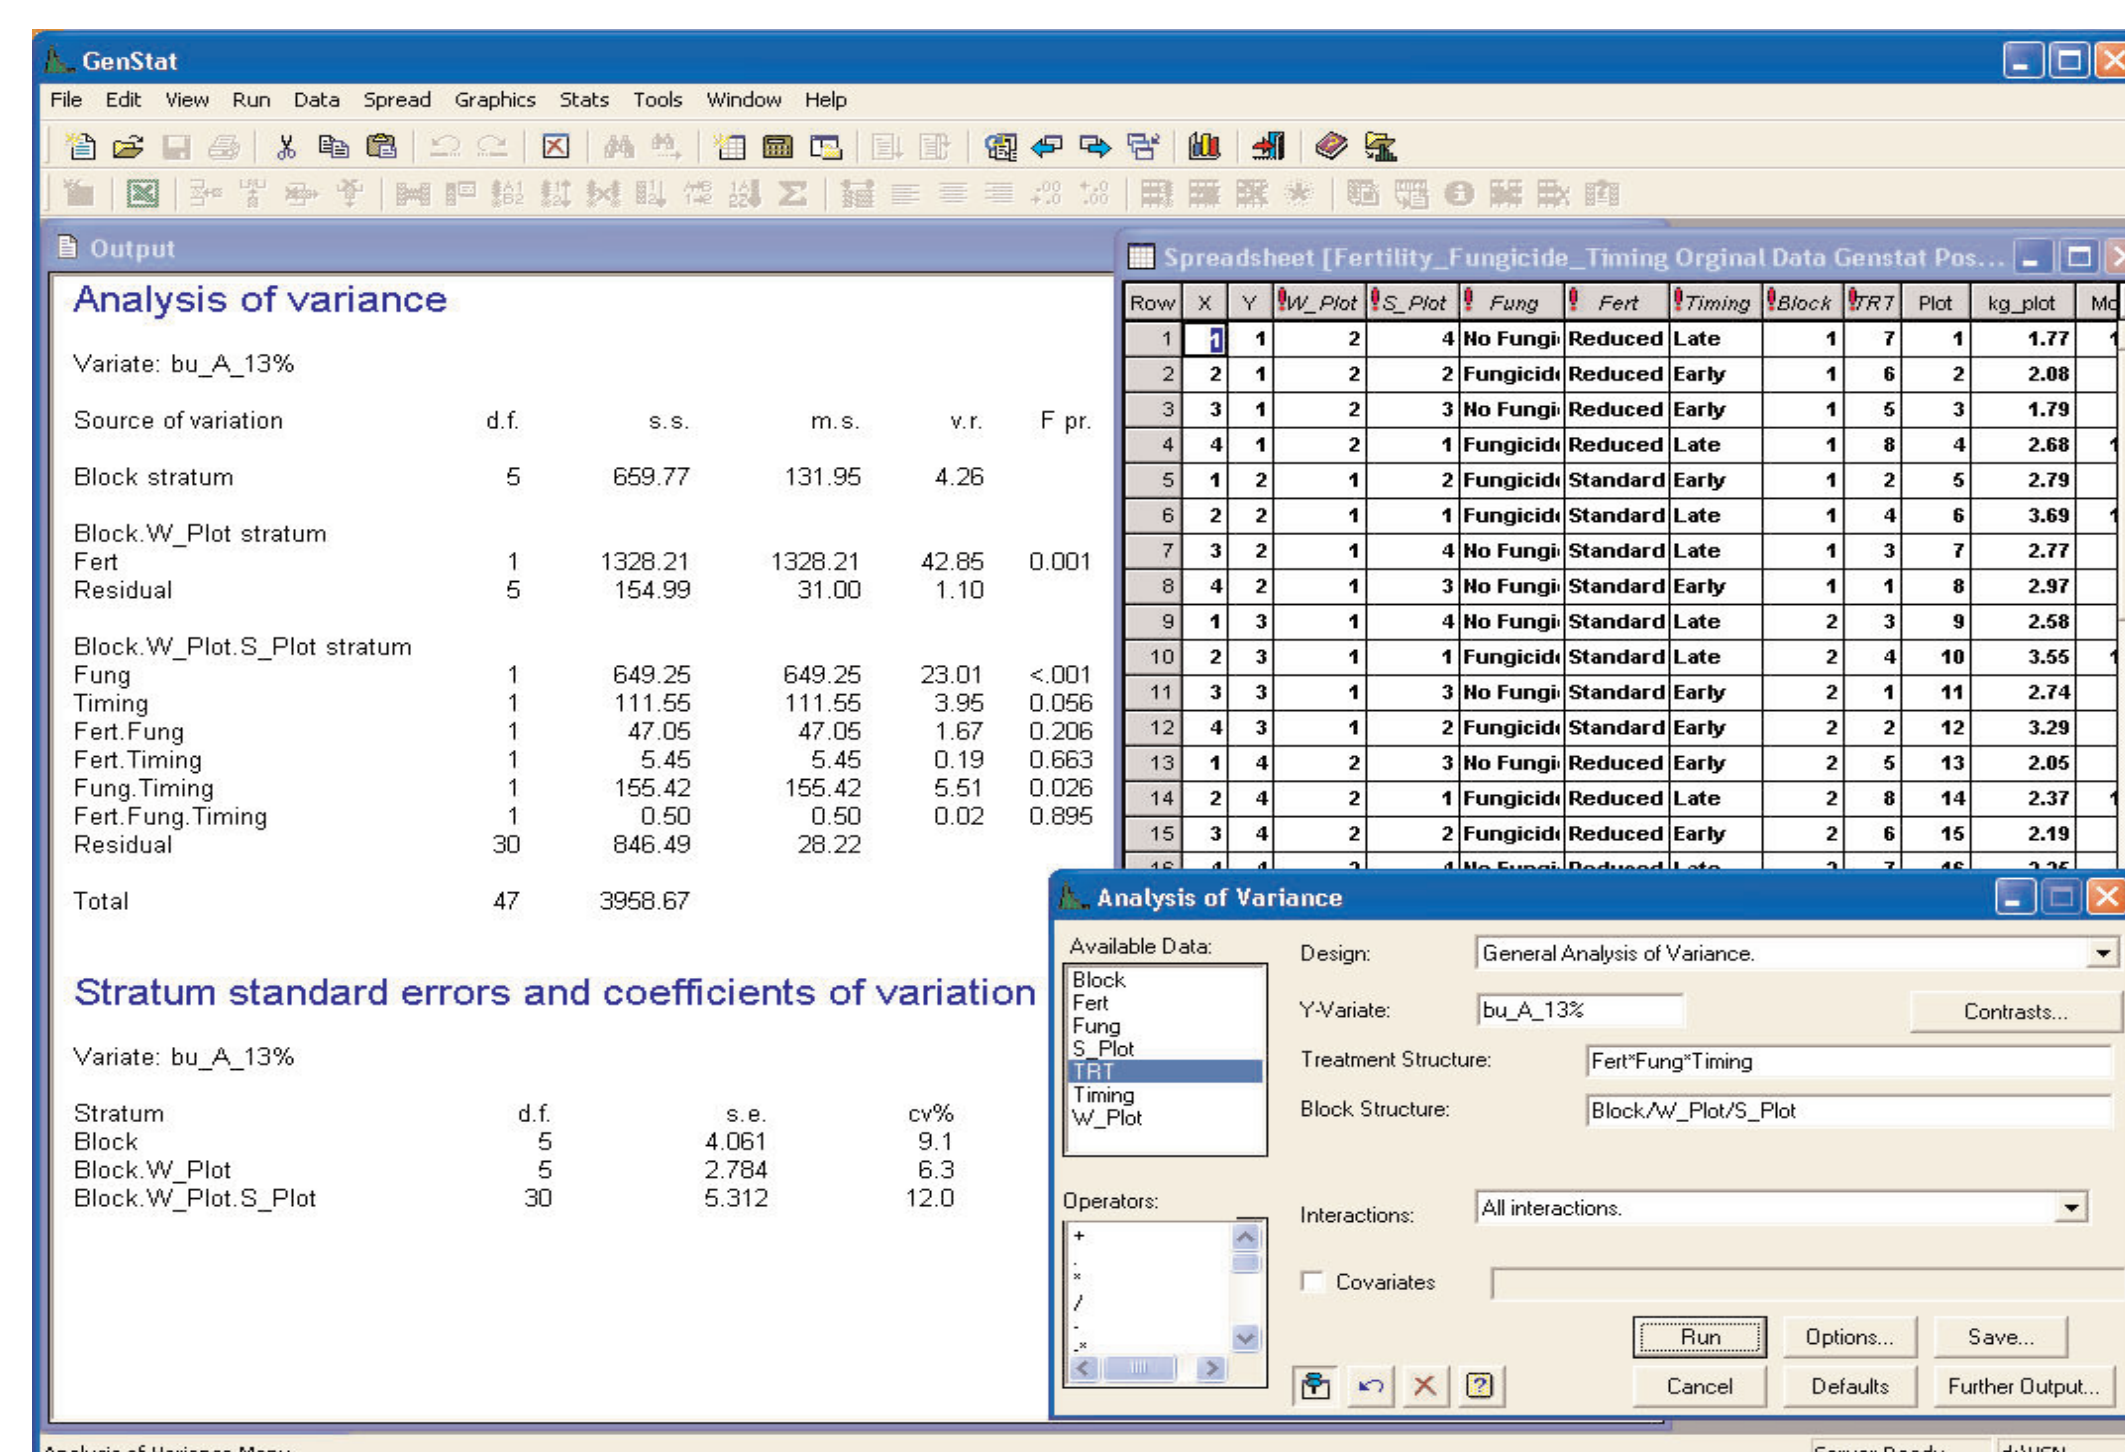 GenStat
File Edit View Run Data Spread Graphics Stats Tools Window Help
Output
Analysis of variance
Variate: bu_A_13%
Source of variation d.f. s.s. m.s. v.r. F pr.
Block stratum 5 659.77 131.95 4.26
Block.W_Plot stratum
Fert 1 1328.21 1328.21 42.85 0.001
Residual 5 154.99 31.00 1.10
Block.W_Plot.S_Plot stratum
Fung 1 649.25 649.25 23.01 <.001
Timing 1 111.55 111.55 3.95 0.056
Fert.Fung 1 47.05 47.05 1.67 0.206
Fert.Timing 1 5.45 5.45 0.19 0.663
Fung.Timing 1 155.42 155.42 5.51 0.026
Fert.Fung.Timing 1 0.50 0.50 0.02 0.895
Residual 30 846.49 28.22
Total 47 3958.67
Stratum standard errors and coefficients of variation
Variate: bu_A_13%
Stratum d.f. s.e. cv%
Block 5 4.061 9.1
Block.W_Plot 5 2.784 6.3
Block.W_Plot.S_Plot 30 5.312 12.0
Spreadsheet [Fertility_Fungicide_Timing Orginal Data Genstat Pos...
Row X Y W_Plot S_Plot Fung Fert Timing Block TRT Plot kg_plot
1 1 1 2 4 No Fungi Reduced Late 1 7 1 1.77
2 2 1 2 2 Fungicid Reduced Early 1 6 2 2.08
3 3 1 2 3 No Fungi Reduced Early 1 5 3 1.79
4 4 1 2 1 Fungicid Reduced Late 1 8 4 2.68
5 1 2 1 2 Fungicid Standard Early 1 2 5 2.79
6 2 2 1 1 Fungicid Standard Late 1 4 6 3.69
7 3 2 1 4 No Fungi Standard Late 1 3 7 2.77
8 4 2 1 3 No Fungi Standard Early 1 1 8 2.97
9 1 3 1 4 No Fungi Standard Late 2 3 9 2.58
10 2 3 1 1 Fungicid Standard Late 2 4 10 3.55
11 3 3 1 3 No Fungi Standard Early 2 1 11 2.74
12 4 3 1 2 Fungicid Standard Early 2 2 12 3.29
13 1 4 2 3 No Fungi Reduced Early 2 5 13 2.05
14 2 4 2 1 Fungicid Reduced Late 2 8 14 2.37
15 3 4 2 2 Fungicid Reduced Early 2 6 15 2.19
Analysis of Variance
Available Data:
Block
Fert
Fung
S_Plot
TRT
Timing
W_Plot
Operators:
+
.
*
/
-
-*
Design: General Analysis of Variance.
Y-Variate: bu_A_13% Contrasts...
Treatment Structure: Fert*Fung*Timing
Block Structure: Block/W_Plot/S_Plot
Interactions: All interactions.
Covariates
Run Options... Save...
Cancel Defaults Further Output...